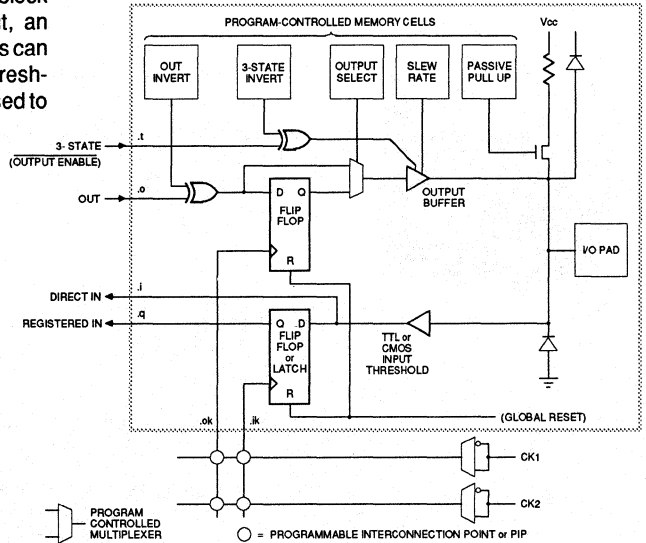 t, an
s can
resh-
sed to
PROGRAM-CONTROLLED MEMORY CELLS
Vcc
OUT
INVERT
3-STATE
INVERT
OUTPUT
SELECT
SLEW
RATE
PASSIVE
PULL UP
3- STATE
(OUTPUT ENABLE)
.t
OUT
.o
D Q
FLIP
FLOP
R
OUTPUT
BUFFER
I/O PAD
DIRECT IN
.i
REGISTERED IN
.q
Q D
FLIP
FLOP
or
LATCH
R
TTL or
CMOS
INPUT
THRESHOLD
.ok
.ik
(GLOBAL RESET)
CK1
CK2
PROGRAM
CONTROLLED
MULTIPLEXER
= PROGRAMMABLE INTERCONNECTION POINT or PIP